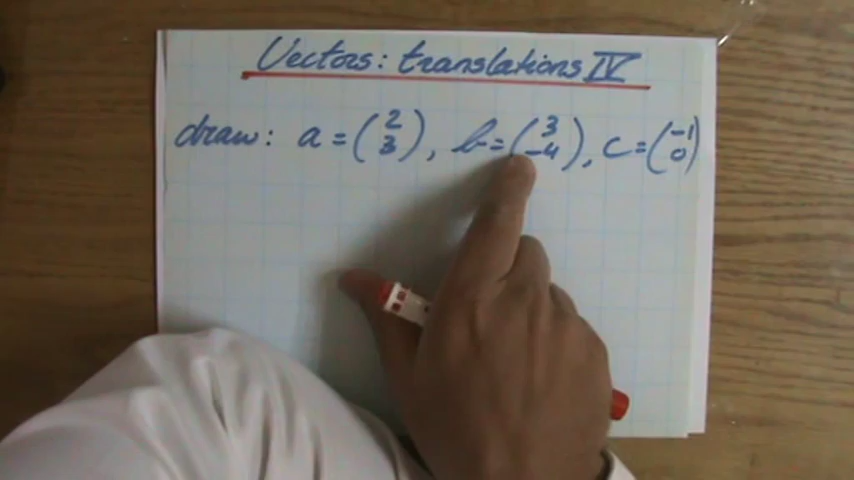 Vectors: translations IV
draw: a = (2 3), b = (3 -4), c = (-1 0)